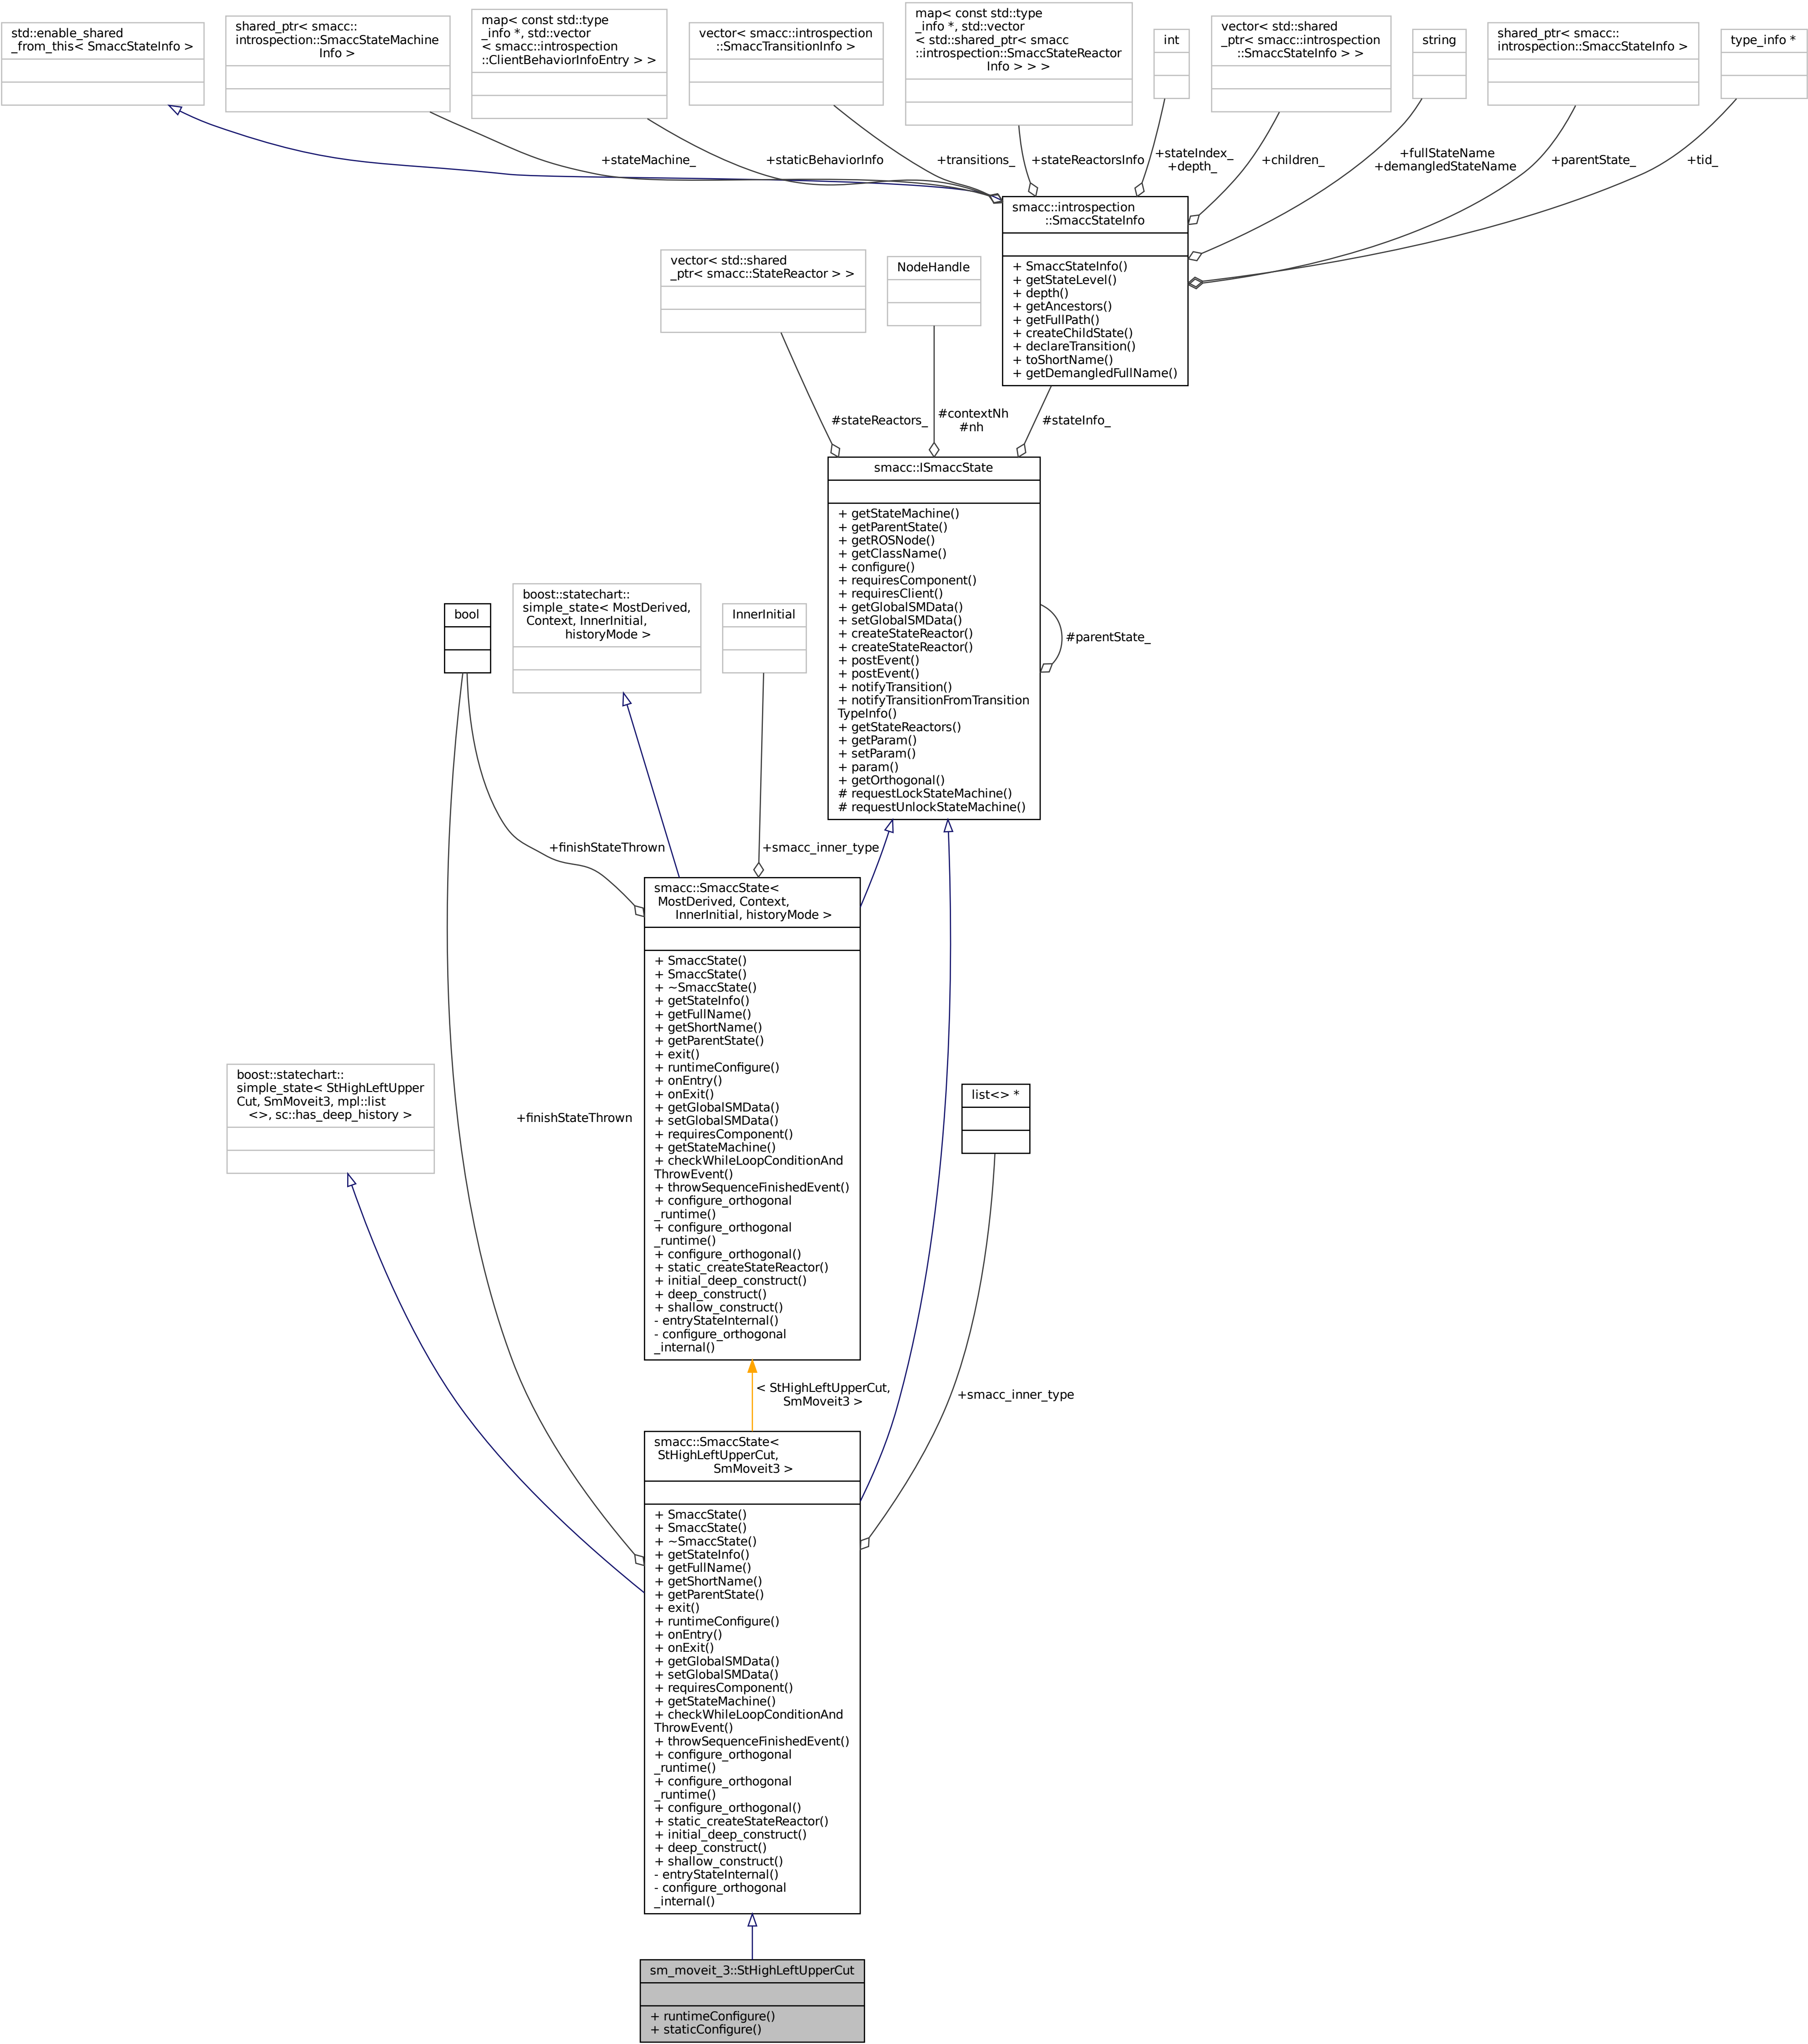 std::enable_shared
_from_this< SmaccStateInfo >
shared_ptr< smacc::
introspection::SmaccStateMachine
Info >
map< const std::type
_info *, std::vector
< smacc::introspection
::ClientBehaviorInfoEntry > >
vector< smacc::introspection
::SmaccTransitionInfo >
map< const std::type
_info *, std::vector
< std::shared_ptr< smacc
::introspection::SmaccStateReactor
Info > > >
int
vector< std::shared
_ptr< smacc::introspection
::SmaccStateInfo > >
string
shared_ptr< smacc::
introspection::SmaccStateInfo >
type_info *
+stateMachine_
+staticBehaviorInfo
+transitions_
+stateReactorsInfo
+stateIndex_
+depth_
+children_
+fullStateName
+demangledStateName
+parentState_
+tid_
smacc::introspection
::SmaccStateInfo
+ SmaccStateInfo()
+ getStateLevel()
+ depth()
+ getAncestors()
+ getFullPath()
+ createChildState()
+ declareTransition()
+ toShortName()
+ getDemangledFullName()
vector< std::shared
_ptr< smacc::StateReactor > >
NodeHandle
#stateReactors_
#contextNh
#nh
#stateInfo_
smacc::ISmaccState
+ getStateMachine()
+ getParentState()
+ getROSNode()
+ getClassName()
+ configure()
+ requiresComponent()
+ requiresClient()
+ getGlobalSMData()
+ setGlobalSMData()
+ createStateReactor()
+ createStateReactor()
+ postEvent()
+ postEvent()
+ notifyTransition()
+ notifyTransitionFromTransition
TypeInfo()
+ getStateReactors()
+ getParam()
+ setParam()
+ param()
+ getOrthogonal()
# requestLockStateMachine()
# requestUnlockStateMachine()
#parentState_
bool
boost::statechart::
simple_state< MostDerived,
Context, InnerInitial,
historyMode >
InnerInitial
+finishStateThrown
+smacc_inner_type
smacc::SmaccState<
MostDerived, Context,
InnerInitial, historyMode >
+ SmaccState()
+ SmaccState()
+ ~SmaccState()
+ getStateInfo()
+ getFullName()
+ getShortName()
+ getParentState()
+ exit()
+ runtimeConfigure()
+ onEntry()
+ onExit()
+ getGlobalSMData()
+ setGlobalSMData()
+ requiresComponent()
+ getStateMachine()
+ checkWhileLoopConditionAnd
ThrowEvent()
+ throwSequenceFinishedEvent()
+ configure_orthogonal
_runtime()
+ configure_orthogonal
_runtime()
+ configure_orthogonal()
+ static_createStateReactor()
+ initial_deep_construct()
+ deep_construct()
+ shallow_construct()
- entryStateInternal()
- configure_orthogonal
_internal()
boost::statechart::
simple_state< StHighLeftUpper
Cut, SmMoveit3, mpl::list
<>, sc::has_deep_history >
+finishStateThrown
list<> *
< StHighLeftUpperCut,
SmMoveit3 >
+smacc_inner_type
smacc::SmaccState<
StHighLeftUpperCut,
SmMoveit3 >
+ SmaccState()
+ SmaccState()
+ ~SmaccState()
+ getStateInfo()
+ getFullName()
+ getShortName()
+ getParentState()
+ exit()
+ runtimeConfigure()
+ onEntry()
+ onExit()
+ getGlobalSMData()
+ setGlobalSMData()
+ requiresComponent()
+ getStateMachine()
+ checkWhileLoopConditionAnd
ThrowEvent()
+ throwSequenceFinishedEvent()
+ configure_orthogonal
_runtime()
+ configure_orthogonal
_runtime()
+ configure_orthogonal()
+ static_createStateReactor()
+ initial_deep_construct()
+ deep_construct()
+ shallow_construct()
- entryStateInternal()
- configure_orthogonal
_internal()
sm_moveit_3::StHighLeftUpperCut
+ runtimeConfigure()
+ staticConfigure()